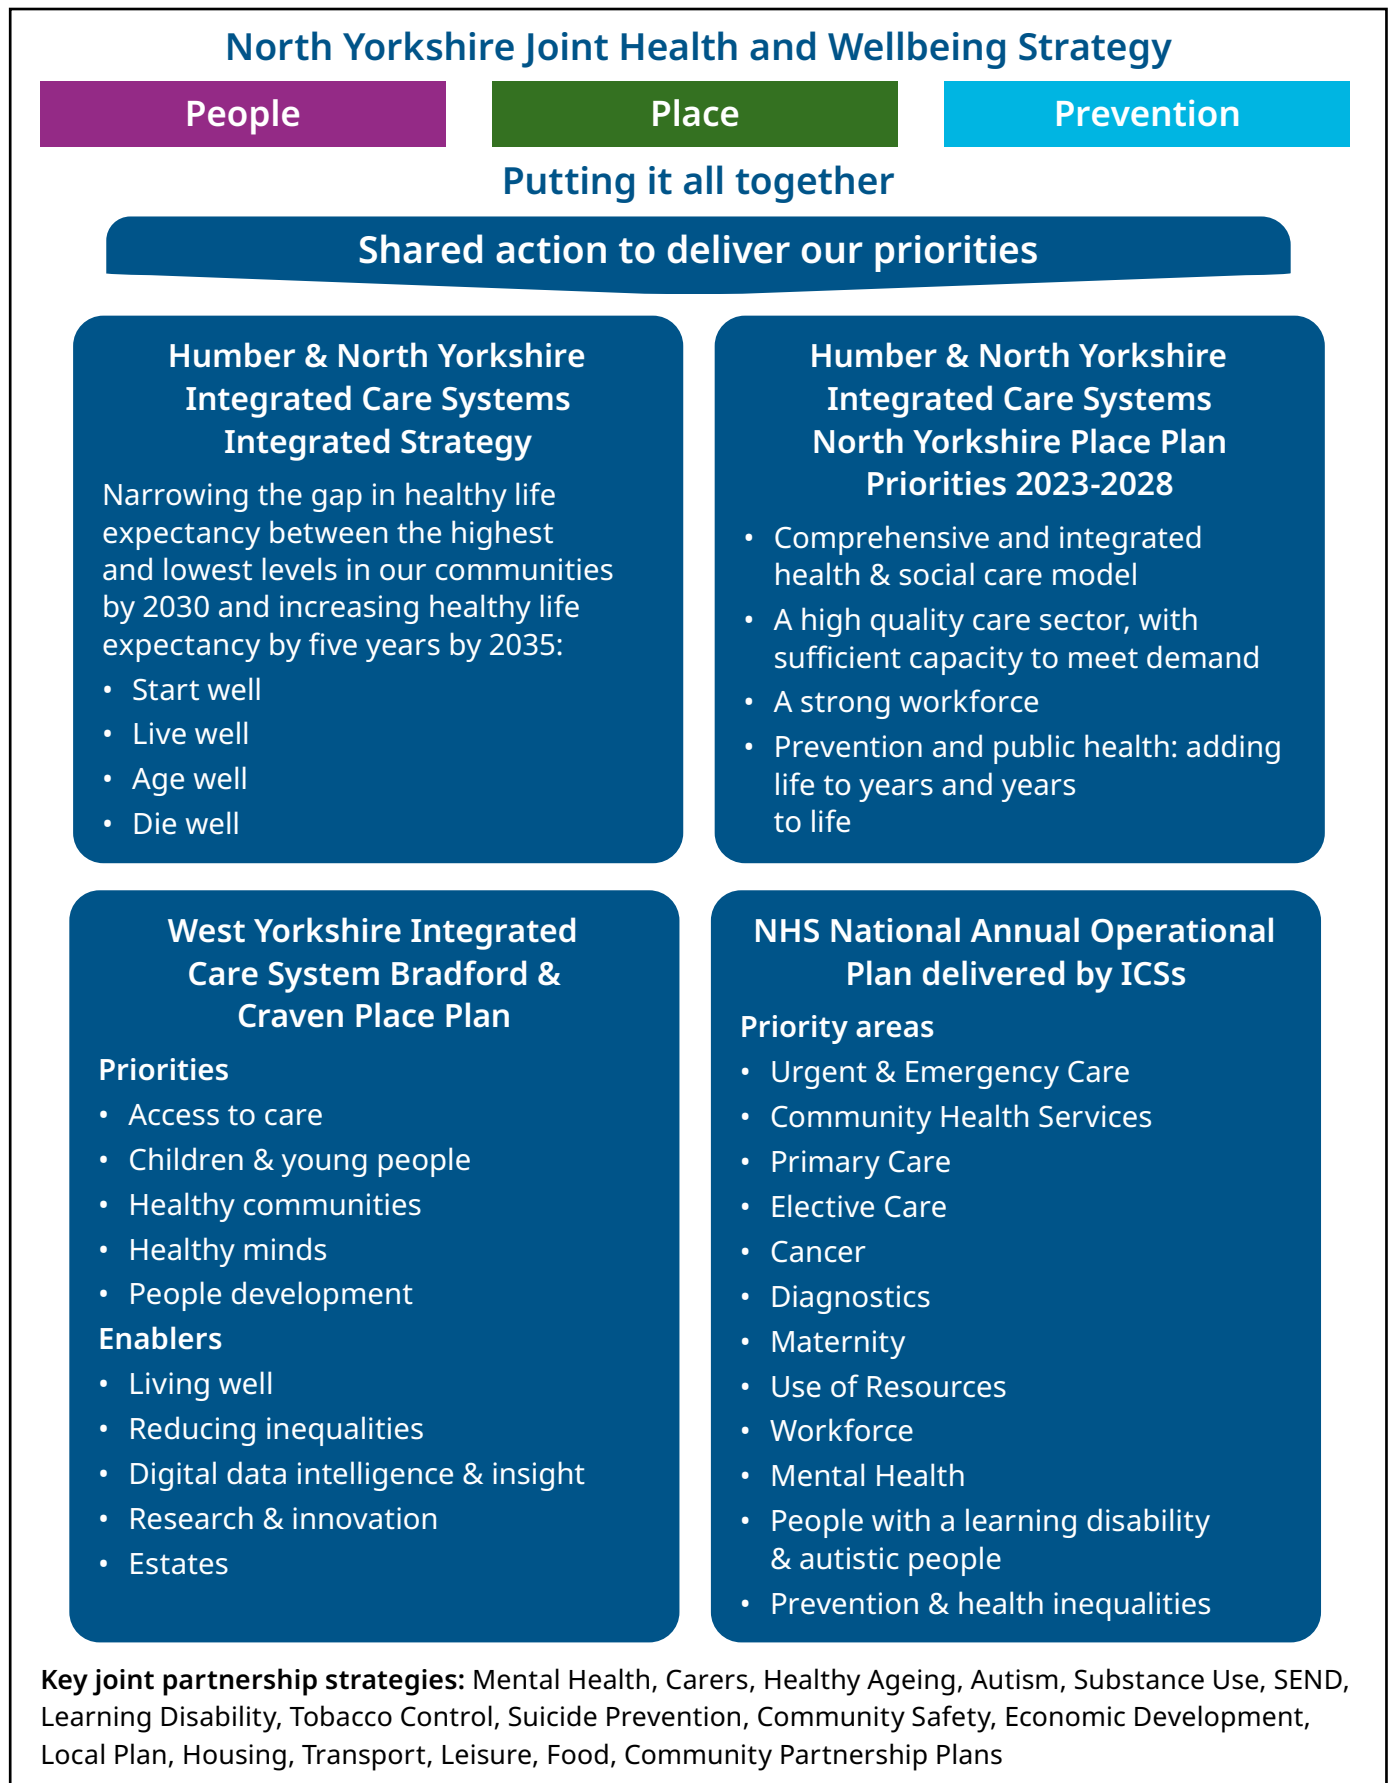 North Yorkshire Joint Health and Wellbeing Strategy
People
Place
Prevention
Putting it all together
Shared action to deliver our priorities
Humber & North Yorkshire
Integrated Care Systems
Integrated Strategy
Narrowing the gap in healthy life
expectancy between the highest
and lowest levels in our communities
by 2030 and increasing healthy life
expectancy by five years by 2035:
• Start well
• Live well
• Age well
• Die well
Humber & North Yorkshire
Integrated Care Systems
North Yorkshire Place Plan
Priorities 2023-2028
• Comprehensive and integrated
health & social care model
• A high quality care sector, with
sufficient capacity to meet demand
• A strong workforce
• Prevention and public health: adding
life to years and years
to life
West Yorkshire Integrated
Care System Bradford &
Craven Place Plan
Priorities
• Access to care
• Children & young people
• Healthy communities
• Healthy minds
• People development
Enablers
• Living well
• Reducing inequalities
• Digital data intelligence & insight
• Research & innovation
• Estates
NHS National Annual Operational
Plan delivered by ICSs
Priority areas
• Urgent & Emergency Care
• Community Health Services
• Primary Care
• Elective Care
• Cancer
• Diagnostics
• Maternity
• Use of Resources
• Workforce
• Mental Health
• People with a learning disability
& autistic people
• Prevention & health inequalities
Key joint partnership strategies: Mental Health, Carers, Healthy Ageing, Autism, Substance Use, SEND,
Learning Disability, Tobacco Control, Suicide Prevention, Community Safety, Economic Development,
Local Plan, Housing, Transport, Leisure, Food, Community Partnership Plans